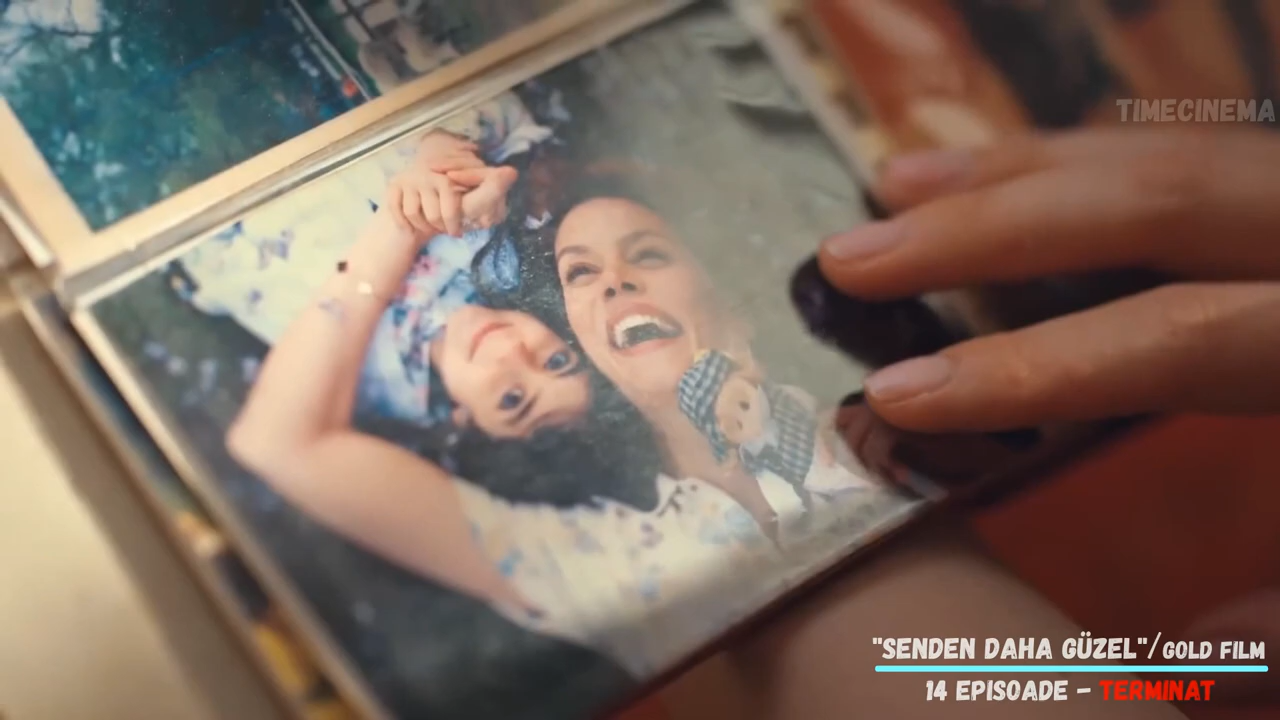 TIMECINEMA
"SENDEN DAHA GÜZEL"/GOLD FILM
14 EPISOADE - TERMINAT